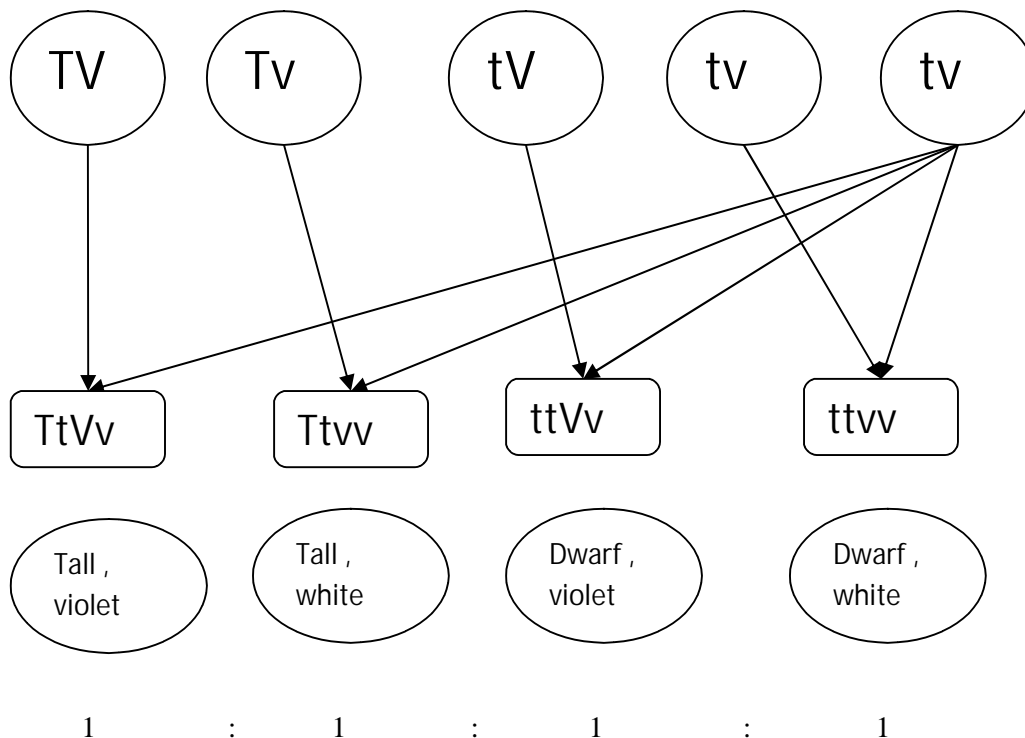 TV Tv tV tv tv
TtVv Ttvv ttVv ttvv
Tall ,
violet
Tall ,
white
Dwarf ,
violet
Dwarf ,
white
1 : 1 : 1 : 1